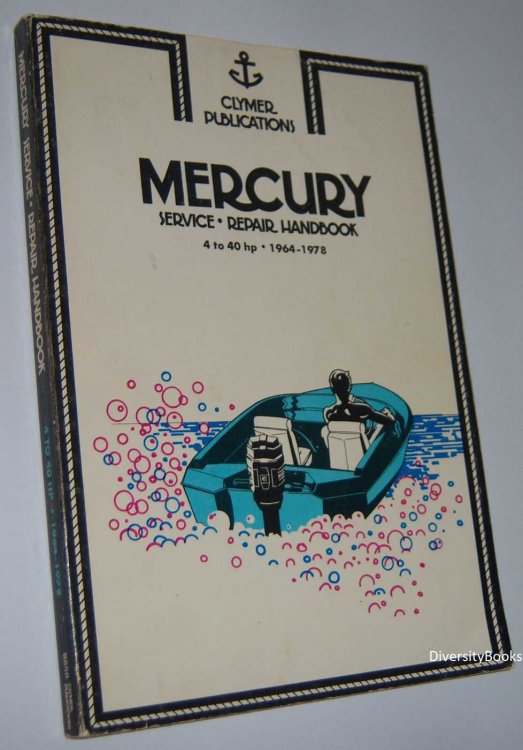 CLYMER
PUBLICATIONS
MERCURY
SERVICE • REPAIR HANDBOOK
4 to 40 hp • 1964-1978
MERCURY SERVICE • REPAIR HANDBOOK
4 TO 40 HP • 1964-1978
DiversityBooks